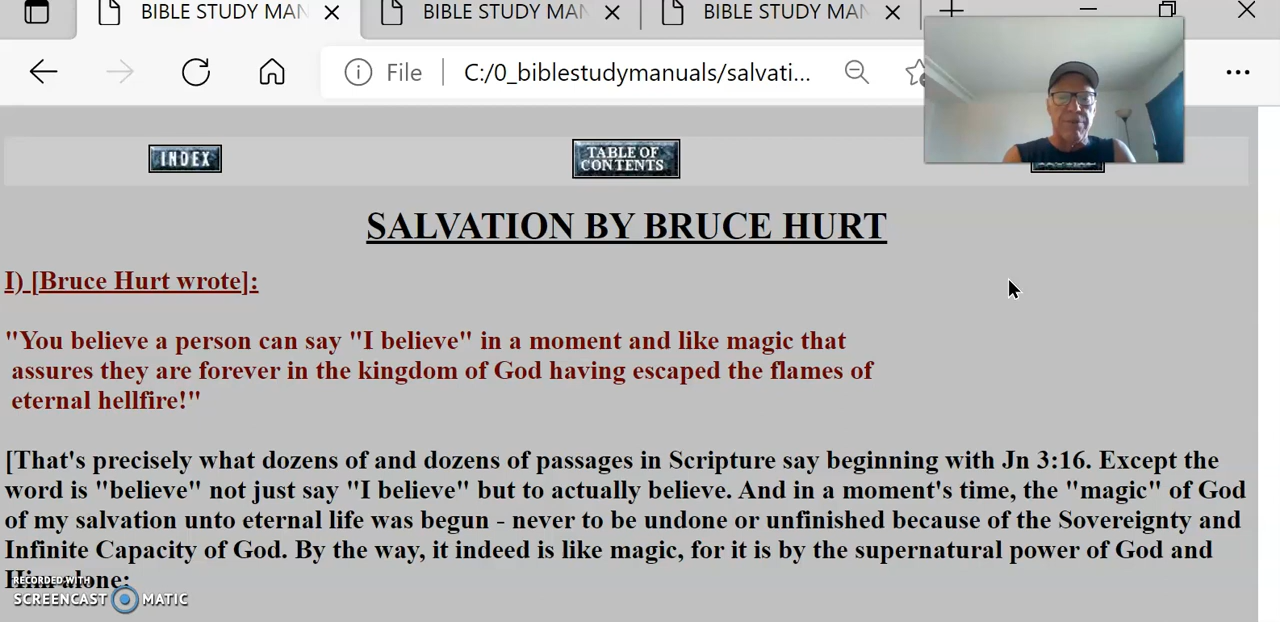 BIBLE STUDY MAN
BIBLE STUDY MAN
BIBLE STUDY MAN
File
C:/0_biblestudymanuals/salvati...
INDEX
TABLE OF
CONTENTS
SALVATION BY BRUCE HURT
I) [Bruce Hurt wrote]:
"You believe a person can say "I believe" in a moment and like magic that
assures they are forever in the kingdom of God having escaped the flames of
eternal hellfire!"
[That's precisely what dozens of and dozens of passages in Scripture say beginning with Jn 3:16. Except the
word is "believe" not just say "I believe" but to actually believe. And in a moment's time, the "magic" of God
of my salvation unto eternal life was begun - never to be undone or unfinished because of the Sovereignty and
Infinite Capacity of God. By the way, it indeed is like magic, for it is by the supernatural power of God and
Him alone:
RECORDED WITH
SCREENCAST MATIC